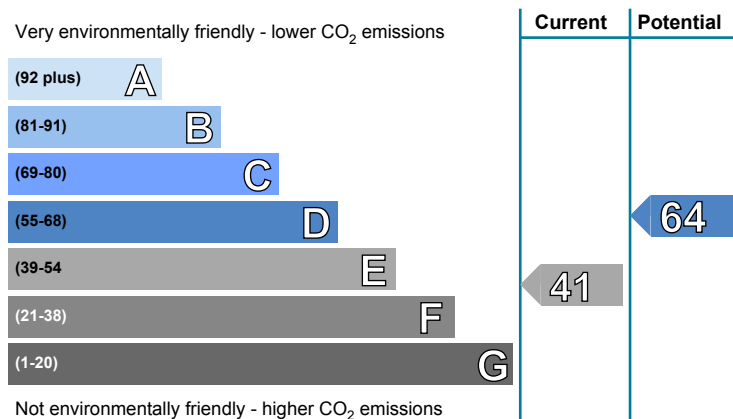 Current Potential
Very environmentally friendly - lower CO2 emissions
(92 plus) A
(81-91) B
(69-80) C
(55-68) D
64
(39-54 E
41
(21-38) F
(1-20) G
Not environmentally friendly - higher CO2 emissions